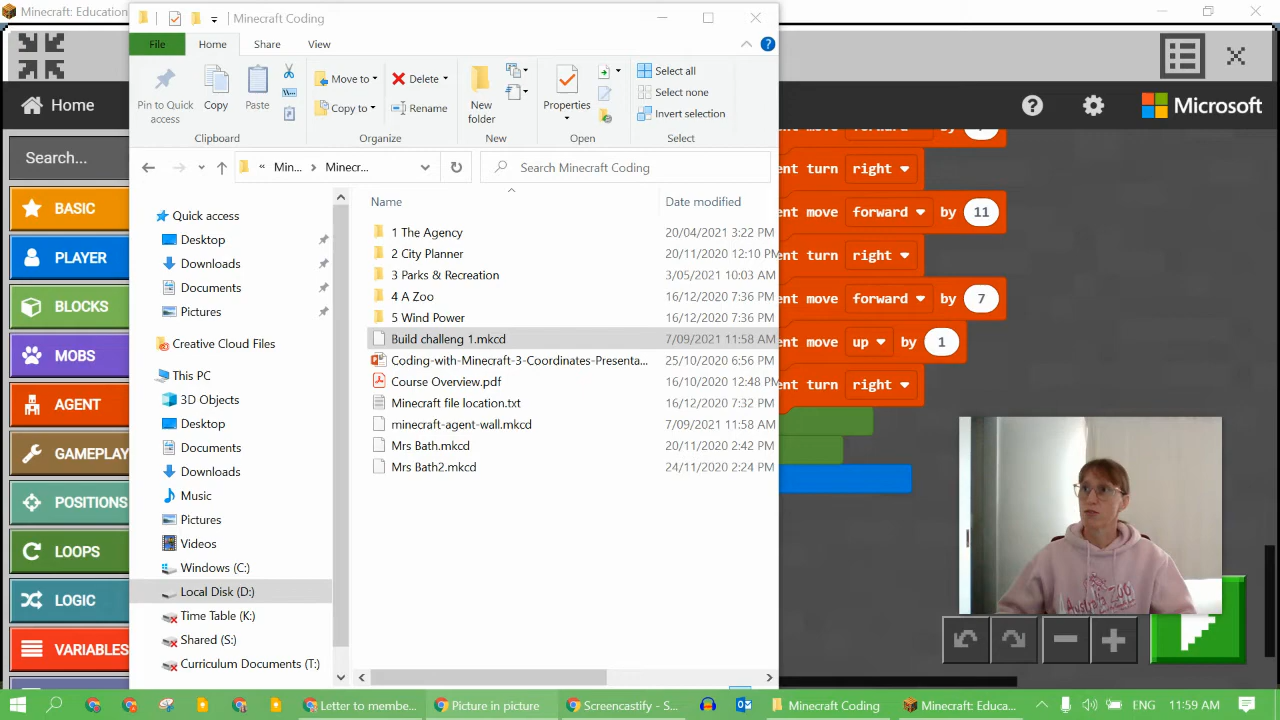 Minecraft: Education
Minecraft Coding
File
Home
Share
View
Pin to Quick access
Copy
Paste
Move to
Copy to
Delete
Rename
New folder
Properties
Select all
Select none
Invert selection
Clipboard
Organize
New
Open
Select
« Min... > Minecr...
Search Minecraft Coding
Home
Microsoft
Search...
BASIC
PLAYER
BLOCKS
MOBS
AGENT
GAMEPLAY
POSITIONS
LOOPS
LOGIC
VARIABLES
Quick access
Desktop
Downloads
Documents
Pictures
Creative Cloud Files
This PC
3D Objects
Desktop
Documents
Downloads
Music
Pictures
Videos
Windows (C:)
Local Disk (D:)
Time Table (K:)
Shared (S:)
Curriculum Documents (T:)
Name Date modified
1 The Agency 20/04/2021 3:22 PM
2 City Planner 20/11/2020 12:10 PM
3 Parks & Recreation 3/05/2021 10:03 AM
4 A Zoo 16/12/2020 7:36 PM
5 Wind Power 16/12/2020 7:36 PM
Build challeng 1.mkcd 7/09/2021 11:58 AM
Coding-with-Minecraft-3-Coordinates-Presenta... 25/10/2020 6:56 PM
Course Overview.pdf 16/10/2020 12:48 PM
Minecraft file location.txt 16/12/2020 7:32 PM
minecraft-agent-wall.mkcd 7/09/2021 11:58 AM
Mrs Bath.mkcd 20/11/2020 2:42 PM
Mrs Bath2.mkcd 24/11/2020 2:24 PM
ent turn right
ent move forward by 11
ent turn right
ent move forward by 7
ent move up by 1
ent turn right
Letter to membe...
Picture in picture
Screencastify - S...
Minecraft Coding
Minecraft: Educa...
ENG
11:59 AM